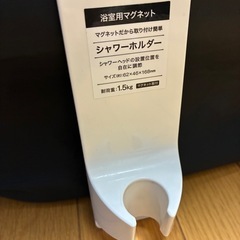 浴室用マグネット
マグネットだから取り付け簡単
シャワーホルダー
シャワーヘッドの設置位置を
自在に調節
サイズ(約)62×46×168mm
耐荷重:1.5kg